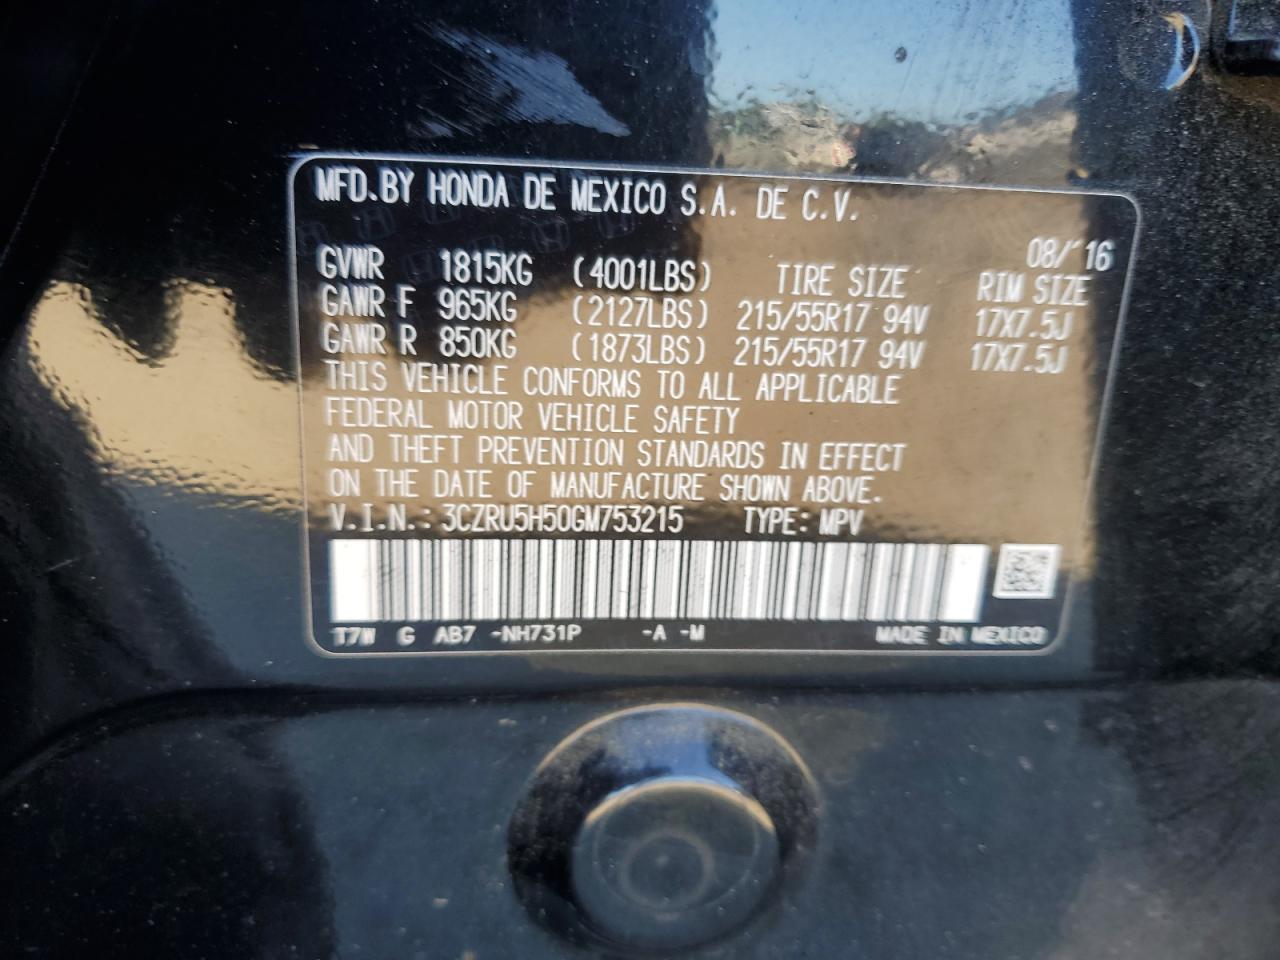 MFD.BY HONDA DE MEXICO S.A. DE C.V.
08/'16
GVWR 1815KG (4001LBS) TIRE SIZE RIM SIZE
GAWR F 965KG (2127LBS) 215/55R17 94V 17X7.5J
GAWR R 850KG (1873LBS) 215/55R17 94V 17X7.5J
THIS VEHICLE CONFORMS TO ALL APPLICABLE
FEDERAL MOTOR VEHICLE SAFETY
AND THEFT PREVENTION STANDARDS IN EFFECT
ON THE DATE OF MANUFACTURE SHOWN ABOVE.
V.I.N.: 3CZRU5H50GM753215 TYPE: MPV
T7W G AB7 -NH731P -A -M MADE IN MEXICO